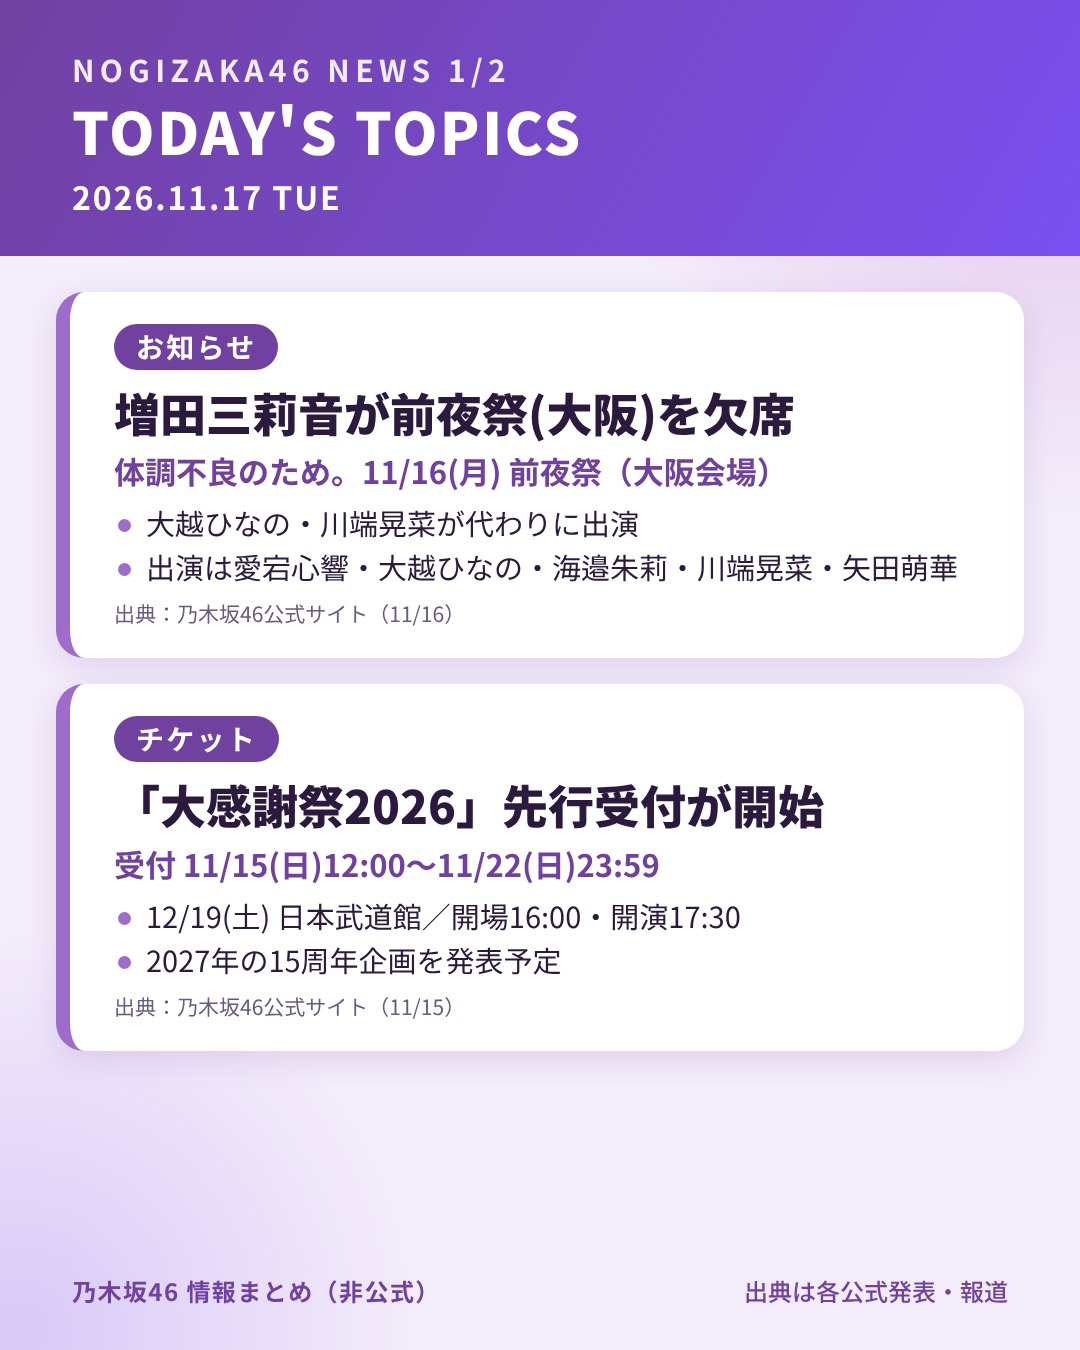 NOGIZAKA46 NEWS 1/2
TODAY'S TOPICS
2026.11.17 TUE
お知らせ
増田三莉音が前夜祭(大阪)を欠席
体調不良のため。11/16(月) 前夜祭（大阪会場）
大越ひなの・川端晃菜が代わりに出演
出演は愛宕心響・大越ひなの・海邉朱莉・川端晃菜・矢田萌華
出典：乃木坂46公式サイト（11/16）
チケット
「大感謝祭2026」先行受付が開始
受付 11/15(日)12:00〜11/22(日)23:59
12/19(土) 日本武道館／開場16:00・開演17:30
2027年の15周年企画を発表予定
出典：乃木坂46公式サイト（11/15）
乃木坂46 情報まとめ（非公式）
出典は各公式発表・報道